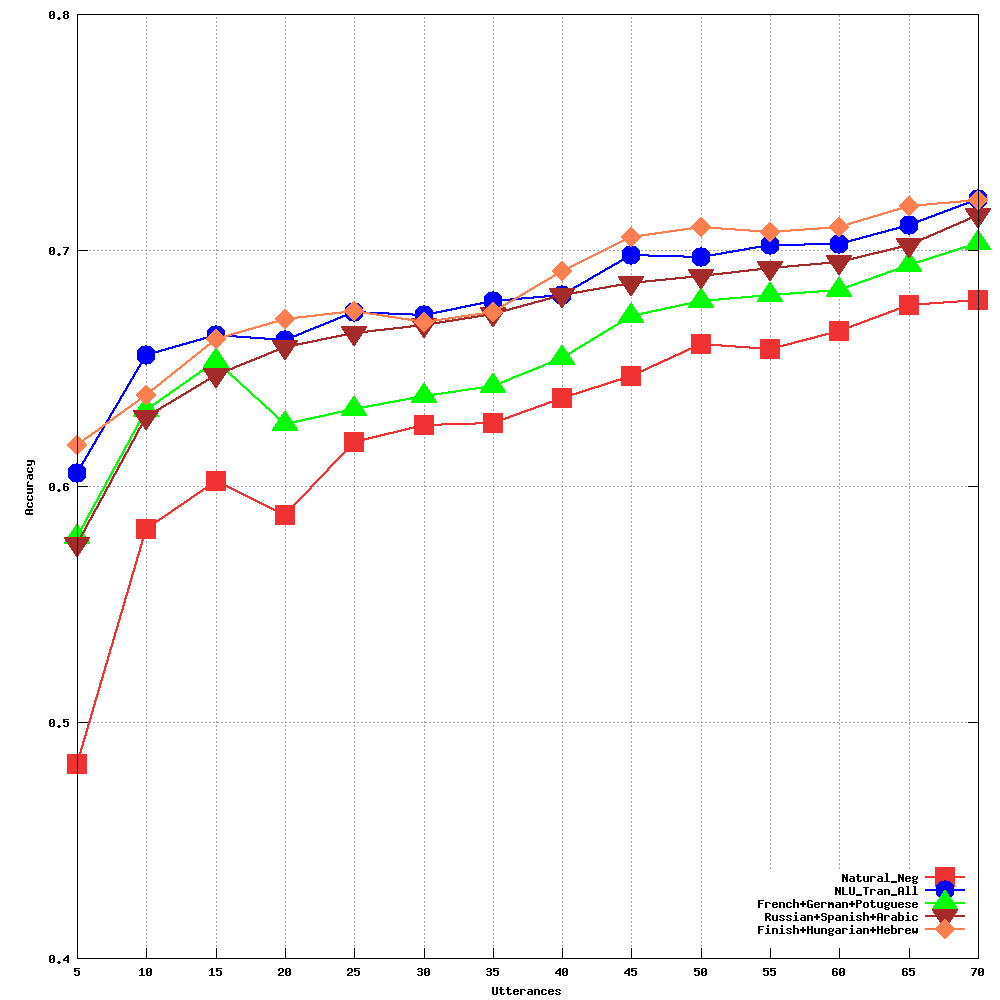 0.8
0.7
0.6
0.5
0.4
Accuracy
5 10 15 20 25 30 35 40 45 50 55 60 65 70
Utterances
Natural_Neg
NLU_Tran_All
French+German+Potuguese
Russian+Spanish+Arabic
Finish+Hungarian+Hebrew